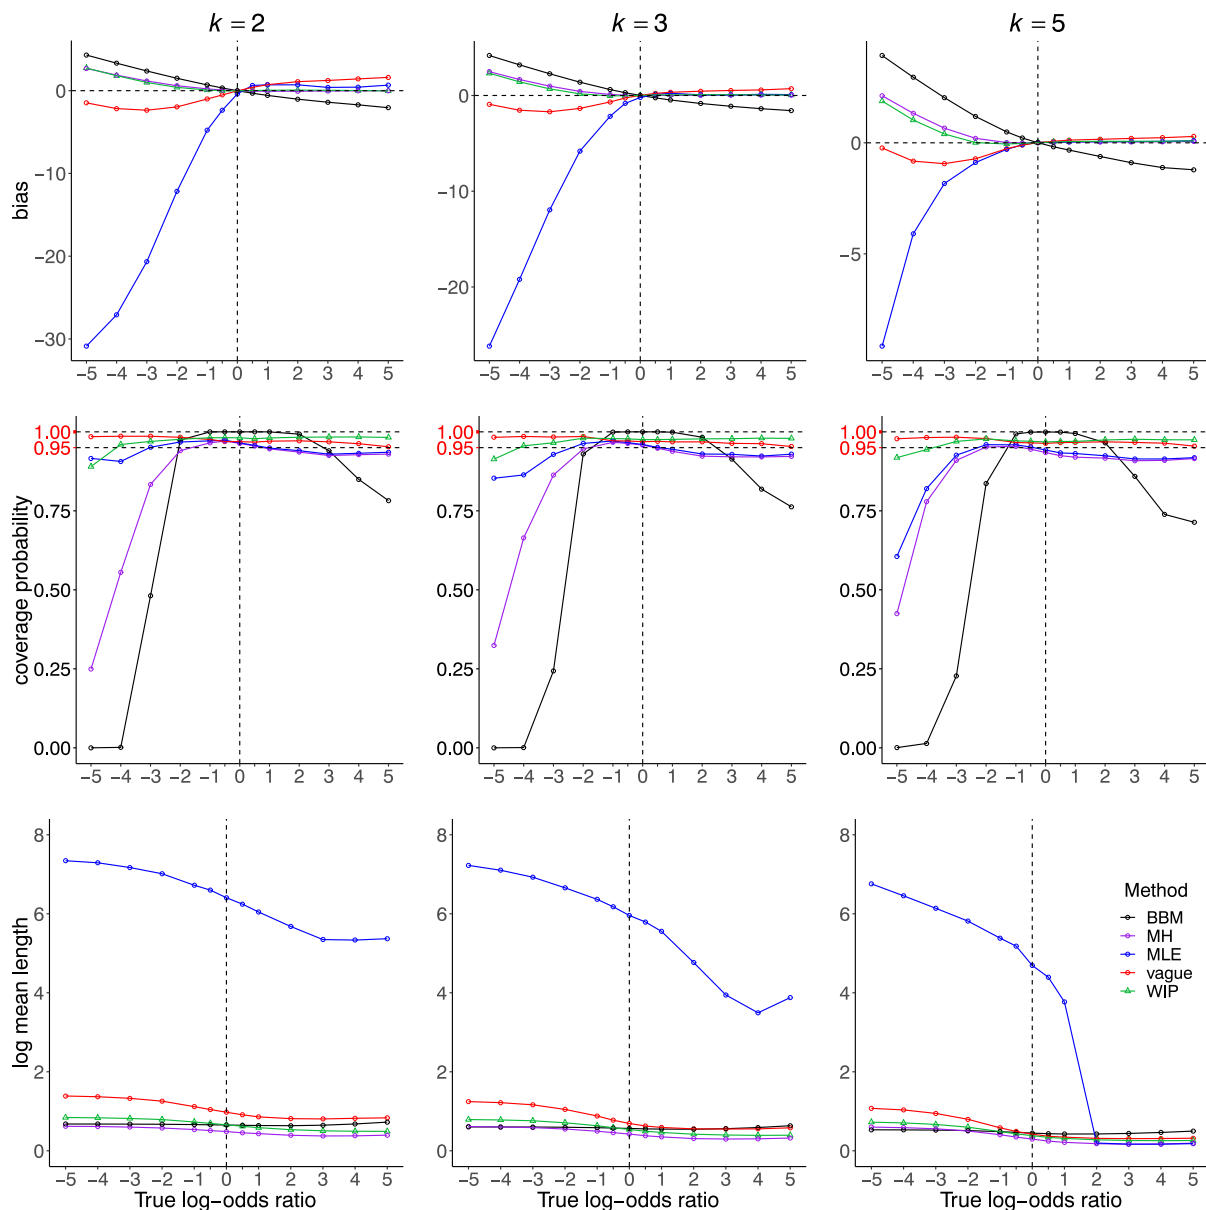 k = 2
k = 3
k = 5
bias
0
−10
−20
−30
−5 −4 −3 −2 −1 0 1 2 3 4 5
0
−10
−20
−5 −4 −3 −2 −1 0 1 2 3 4 5
0
−5
−5 −4 −3 −2 −1 0 1 2 3 4 5
coverage probability
1.00
0.95
0.75
0.50
0.25
0.00
−5 −4 −3 −2 −1 0 1 2 3 4 5
1.00
0.95
0.75
0.50
0.25
0.00
−5 −4 −3 −2 −1 0 1 2 3 4 5
1.00
0.95
0.75
0.50
0.25
0.00
−5 −4 −3 −2 −1 0 1 2 3 4 5
log mean length
8
6
4
2
0
−5 −4 −3 −2 −1 0 1 2 3 4 5
True log−odds ratio
8
6
4
2
0
−5 −4 −3 −2 −1 0 1 2 3 4 5
True log−odds ratio
8
6
4
2
0
−5 −4 −3 −2 −1 0 1 2 3 4 5
True log−odds ratio
Method
BBM
MH
MLE
vague
WIP